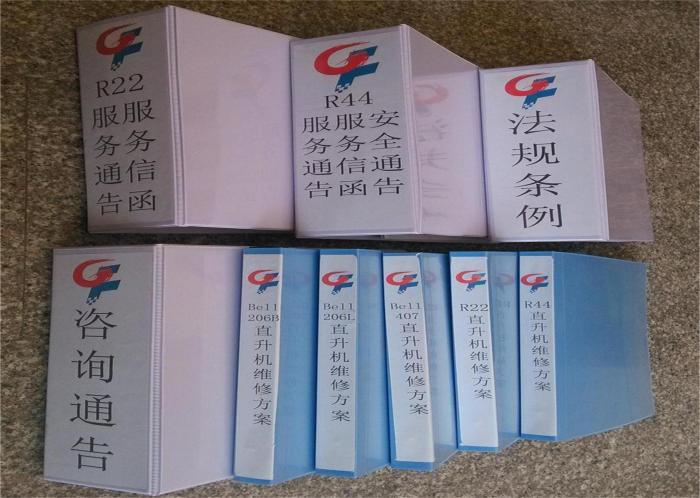 R22
服务通告
服务信函
R44
服务通告
服务信函
安全通告
法规条例
咨询通告
Bell
206B
直升机维修方案
Bell
206L
直升机维修方案
Bell
407
直升机维修方案
R22
直升机维修方案
R44
直升机维修方案